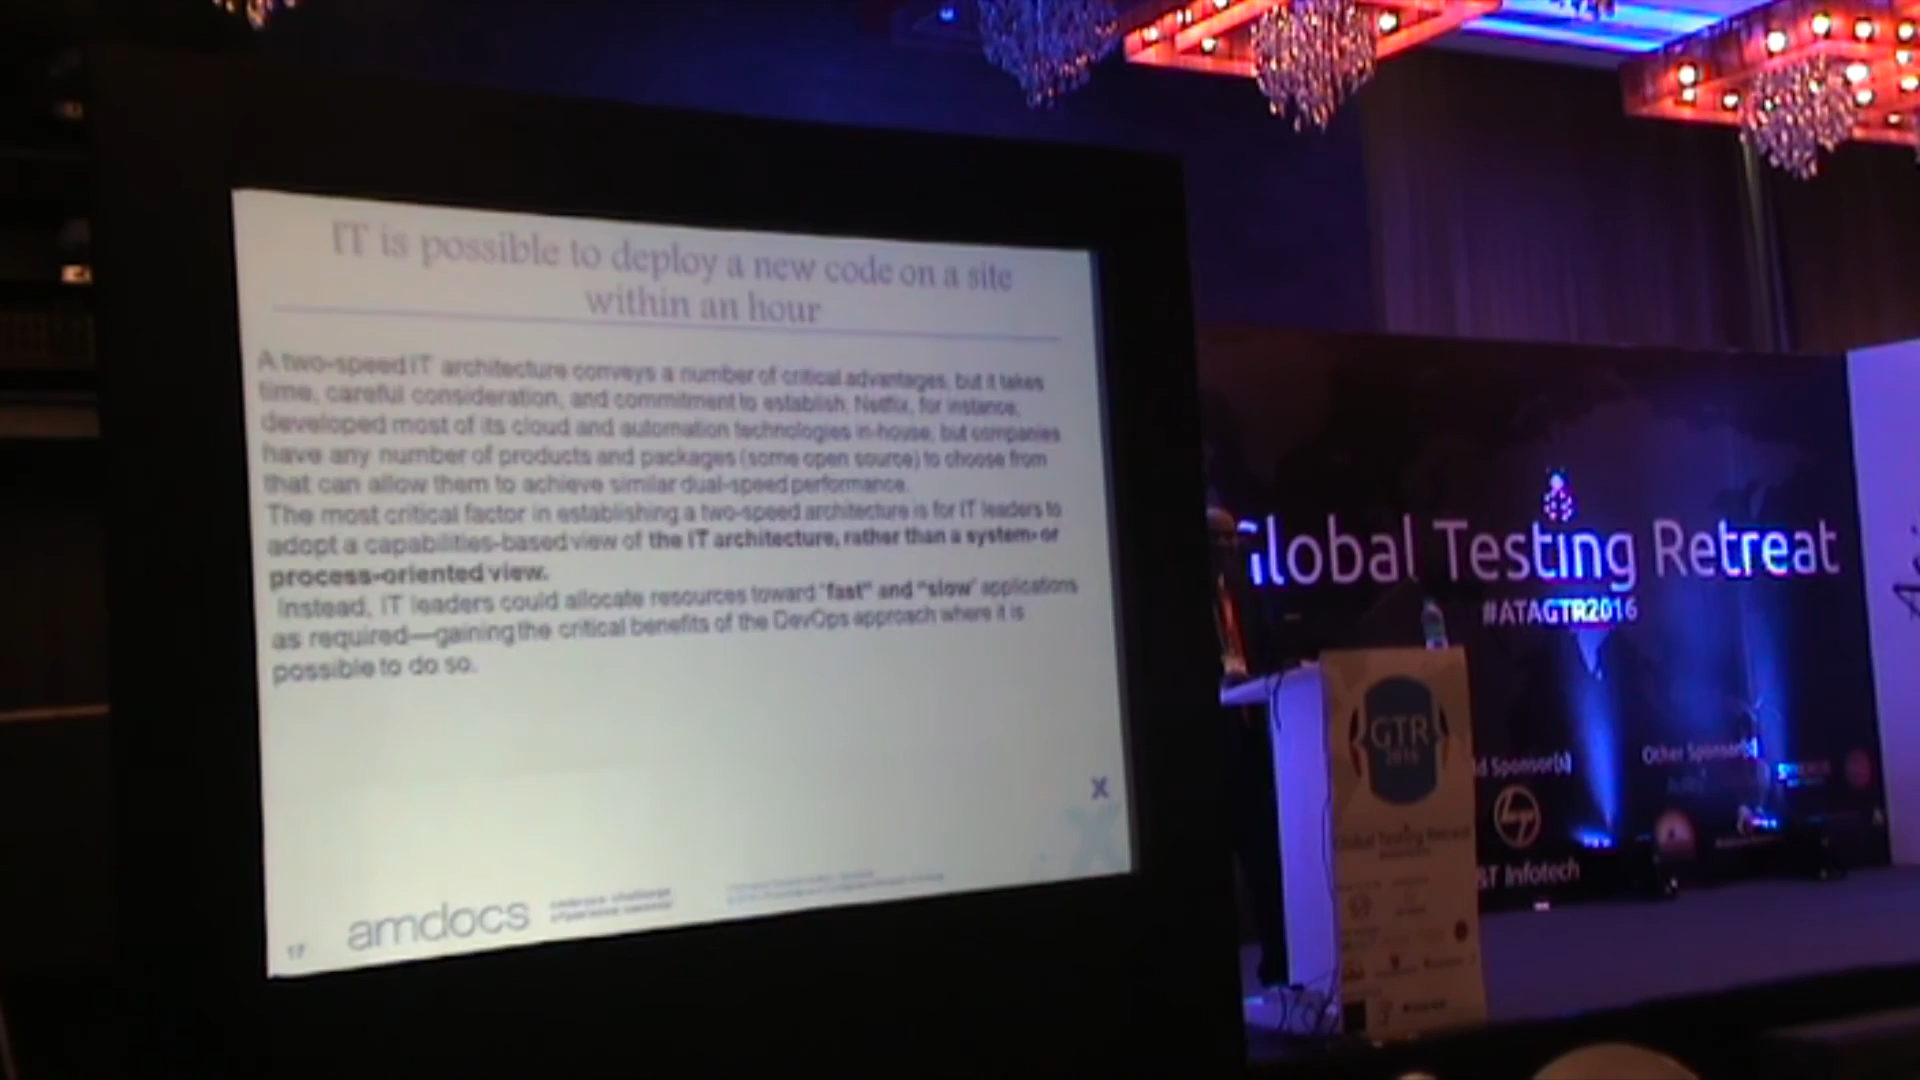 IT is possible to deploy a new code on a site
within an hour
A two-speed IT architecture conveys a number of critical advantages, but it takes
time, careful consideration, and commitment to establish. Netflix, for instance,
developed most of its cloud and automation technologies in-house, but companies
have any number of products and packages (some open source) to choose from
that can allow them to achieve similar dual-speed performance.
The most critical factor in establishing a two-speed architecture is for IT leaders to
adopt a capabilities-based view of the IT architecture, rather than a system- or
process-oriented view.
Instead, IT leaders could allocate resources toward "fast" and "slow" applications
as required—gaining the critical benefits of the DevOps approach where it is
possible to do so.
X
17
amdocs
Global Testing Retreat
#ATAGTR2016
{GTR}
2016
Global Testing Retreat
Sponsor[s]
Other Sponsor[s]
&T Infotech